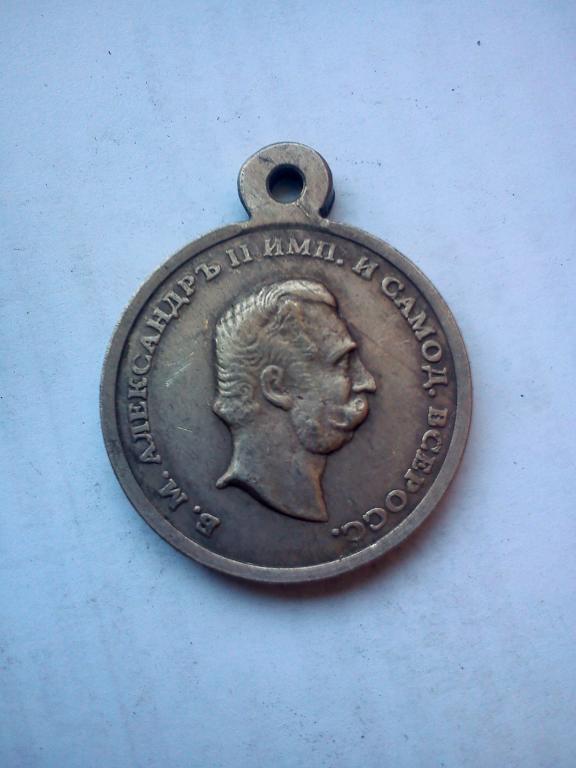 Б. М. АЛЕКСАНДРЪ II ИМП. И САМОД. ВСЕРОСС.